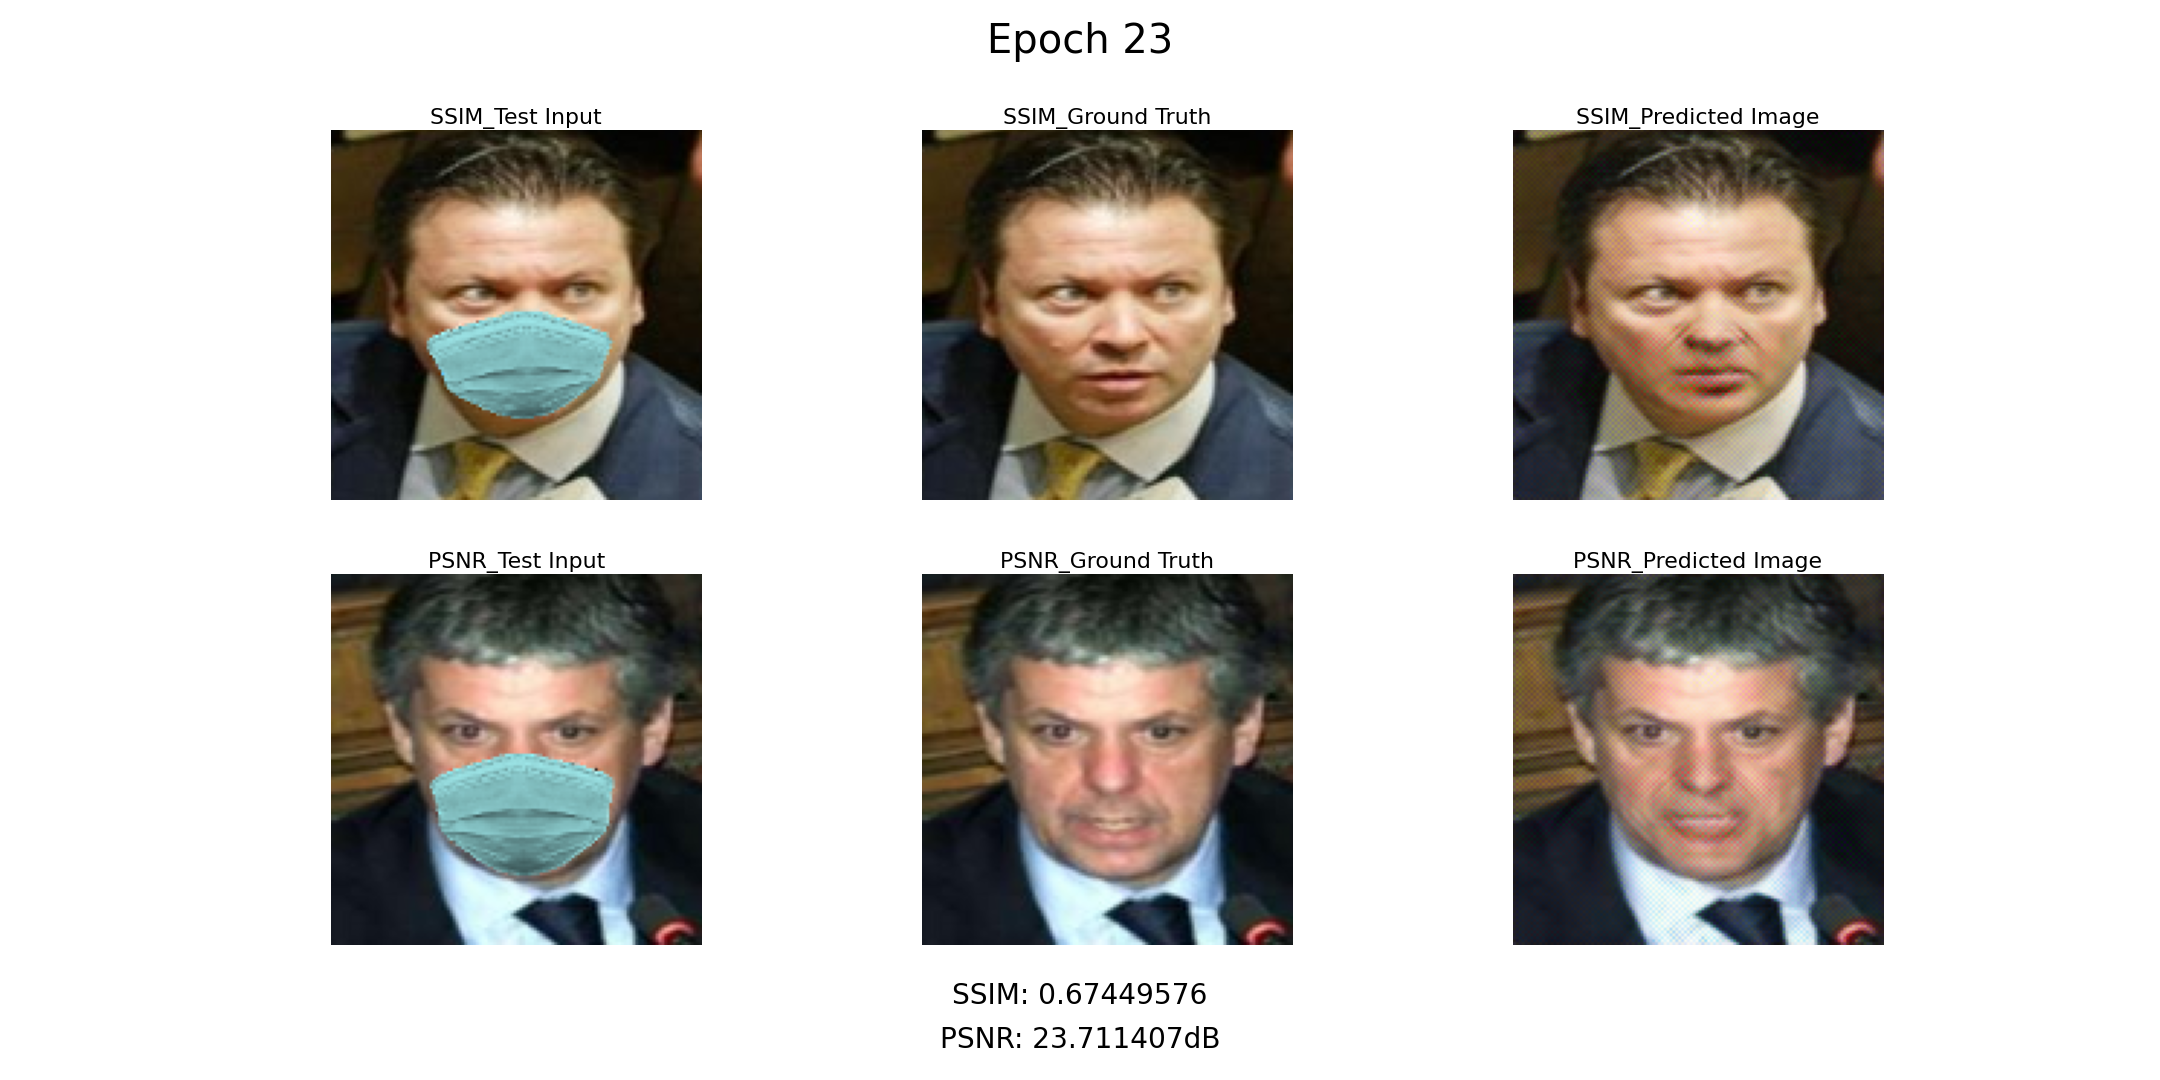 Epoch 23
SSIM_Test Input
SSIM_Ground Truth
SSIM_Predicted Image
PSNR_Test Input
PSNR_Ground Truth
PSNR_Predicted Image
SSIM: 0.67449576
PSNR: 23.711407dB